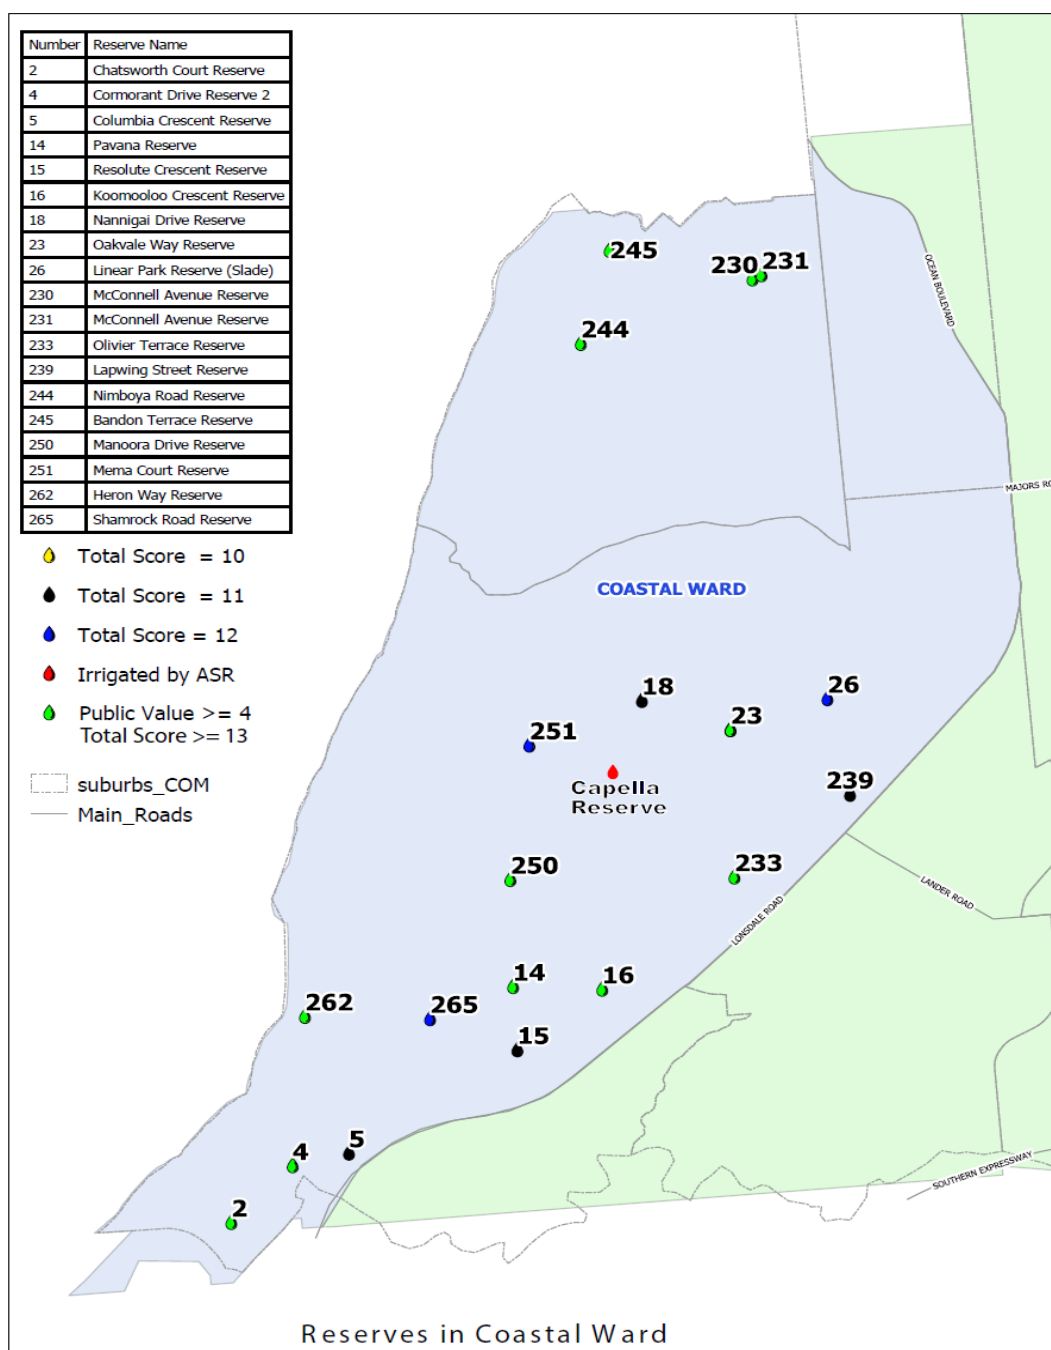 Number Reserve Name
2 Chatsworth Court Reserve
4 Cormorant Drive Reserve 2
5 Columbia Crescent Reserve
14 Pavana Reserve
15 Resolute Crescent Reserve
16 Koomooloo Crescent Reserve
18 Nannigai Drive Reserve
23 Oakvale Way Reserve
26 Linear Park Reserve (Slade)
230 McConnell Avenue Reserve
231 McConnell Avenue Reserve
233 Olivier Terrace Reserve
239 Lapwing Street Reserve
244 Nimboya Road Reserve
245 Bandon Terrace Reserve
250 Manoora Drive Reserve
251 Mema Court Reserve
262 Heron Way Reserve
265 Shamrock Road Reserve
Total Score = 10
Total Score = 11
Total Score = 12
Irrigated by ASR
Public Value >= 4
Total Score >= 13
suburbs_COM
Main_Roads
245
230
231
OCEAN BOULEVARD
244
MAJORS RO
COASTAL WARD
18
26
23
251
Capella
Reserve
239
250
233
LANDER ROAD
LONSDALE ROAD
14
16
262
265
15
5
4
SOUTHERN EXPRESSWAY
2
Reserves in Coastal Ward